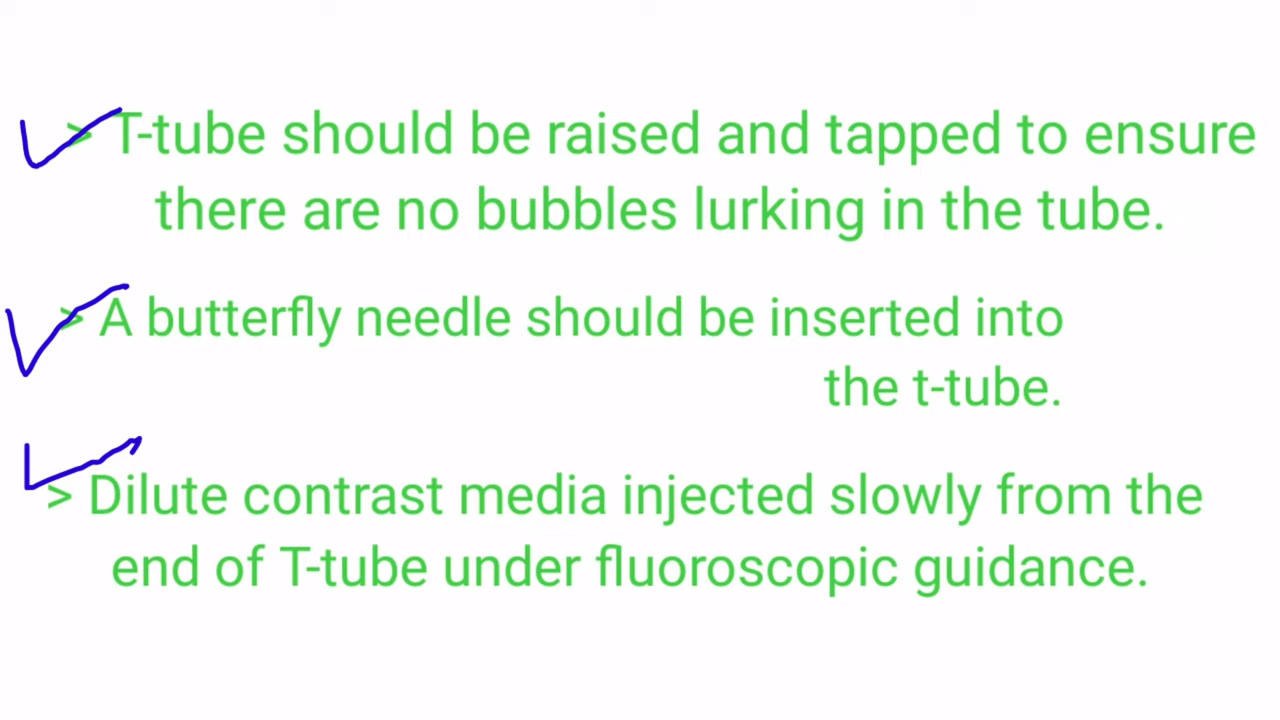 > T-tube should be raised and tapped to ensure
there are no bubbles lurking in the tube.
> A butterfly needle should be inserted into
the t-tube.
> Dilute contrast media injected slowly from the
end of T-tube under fluoroscopic guidance.